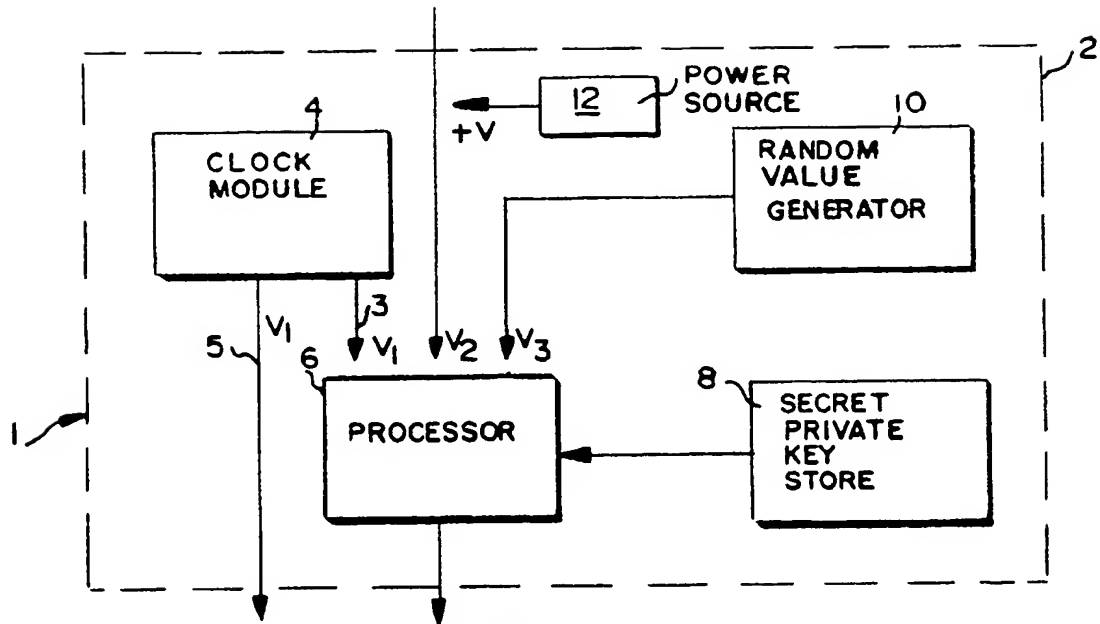 2
12
POWER
SOURCE
+V
4
CLOCK
MODULE
10
RANDOM
VALUE
GENERATOR
3
5
V1
V1
V2
V3
6
PROCESSOR
8
SECRET
PRIVATE
KEY
STORE
1